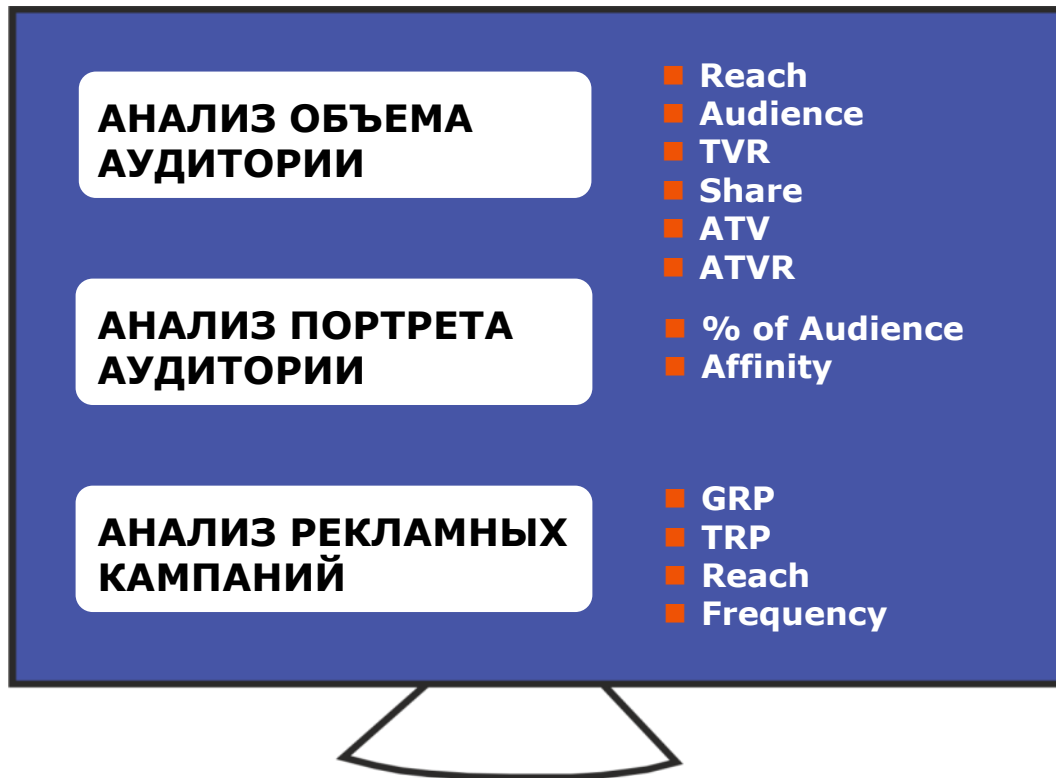 АНАЛИЗ ОБЪЕМА
АУДИТОРИИ
Reach
Audience
TVR
Share
ATV
ATVR
АНАЛИЗ ПОРТРЕТА
АУДИТОРИИ
% of Audience
Affinity
АНАЛИЗ РЕКЛАМНЫХ
КАМПАНИЙ
GRP
TRP
Reach
Frequency